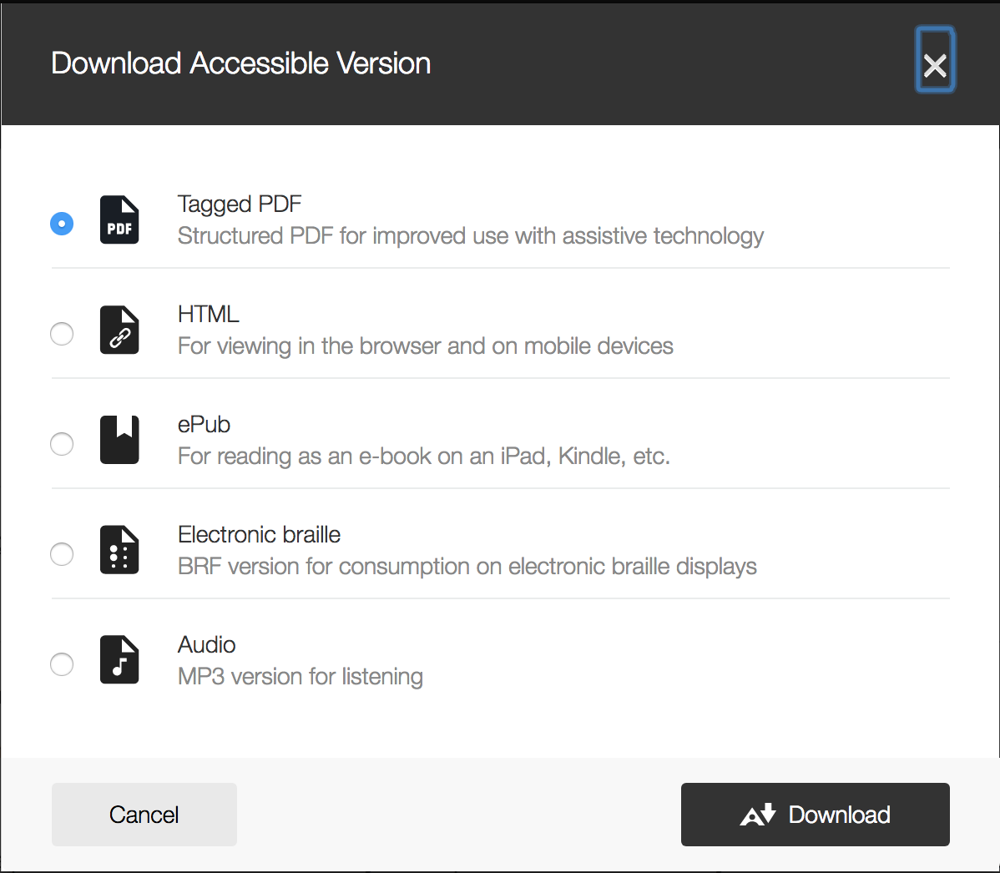 Download Accessible Version
Tagged PDF
PDF
Structured PDF for improved use with assistive technology
HTML
For viewing in the browser and on mobile devices
ePub
For reading as an e-book on an iPad, Kindle, etc.
Electronic braille
BRF version for consumption on electronic braille displays
Audio
MP3 version for listening
Cancel
Download